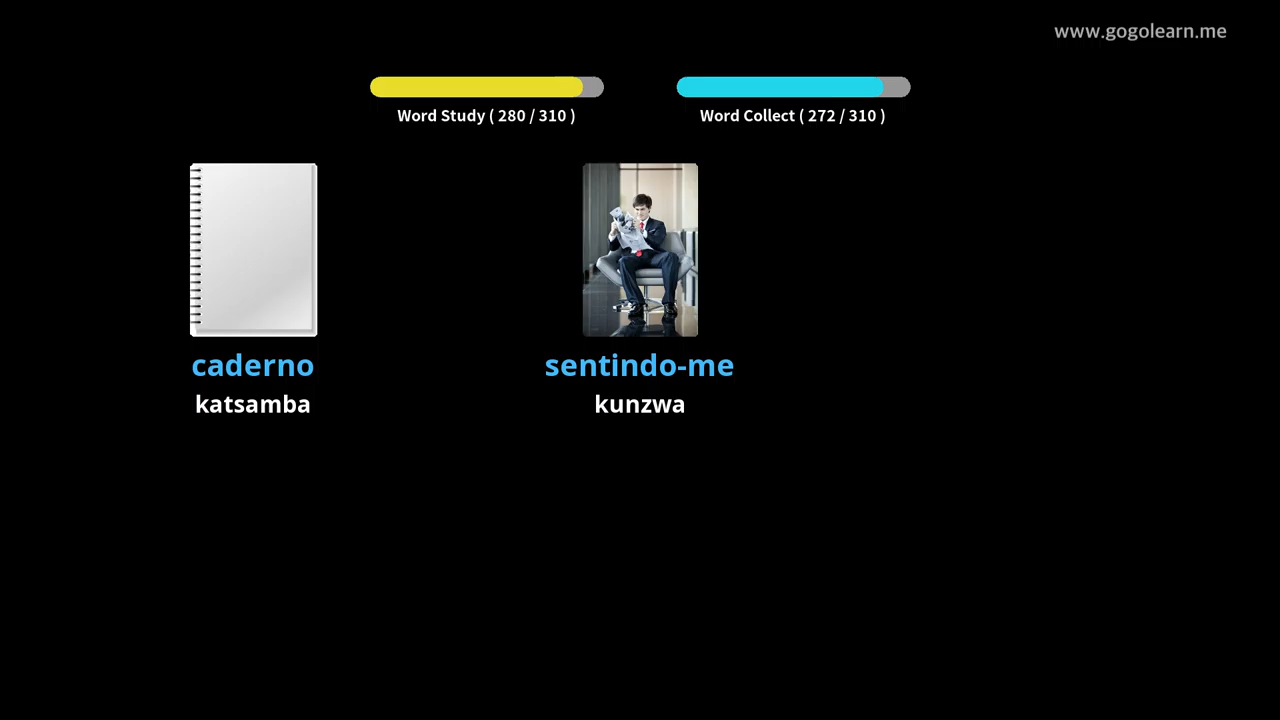 www.gogolearn.me
Word Study ( 280 / 310 )
Word Collect ( 272 / 310 )
caderno
katsamba
sentindo-me
kunzwa